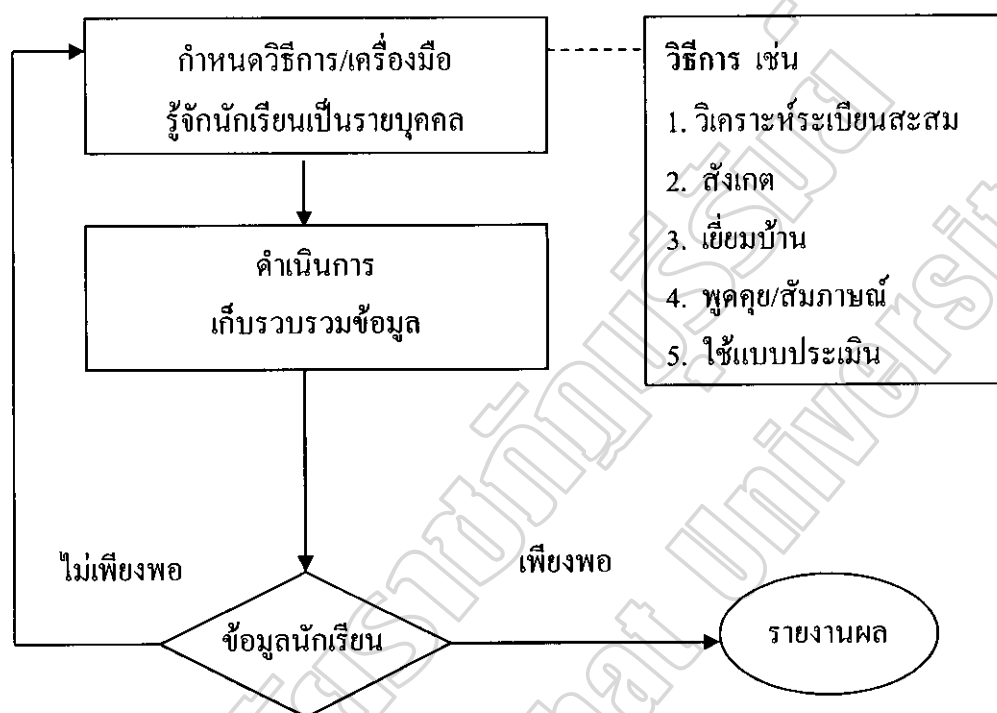 กำหนดวิธีการ/เครื่องมือ
รู้จักนักเรียนเป็นรายบุคคล
วิธีการ เช่น
1. วิเคราะห์ระเบียนสะสม
2. สังเกต
3. เยี่ยมบ้าน
4. พูดคุย/สัมภาษณ์
5. ใช้แบบประเมิน
ดำเนินการ
เก็บรวบรวมข้อมูล
ไม่เพียงพอ
เพียงพอ
ข้อมูลนักเรียน
รายงานผล